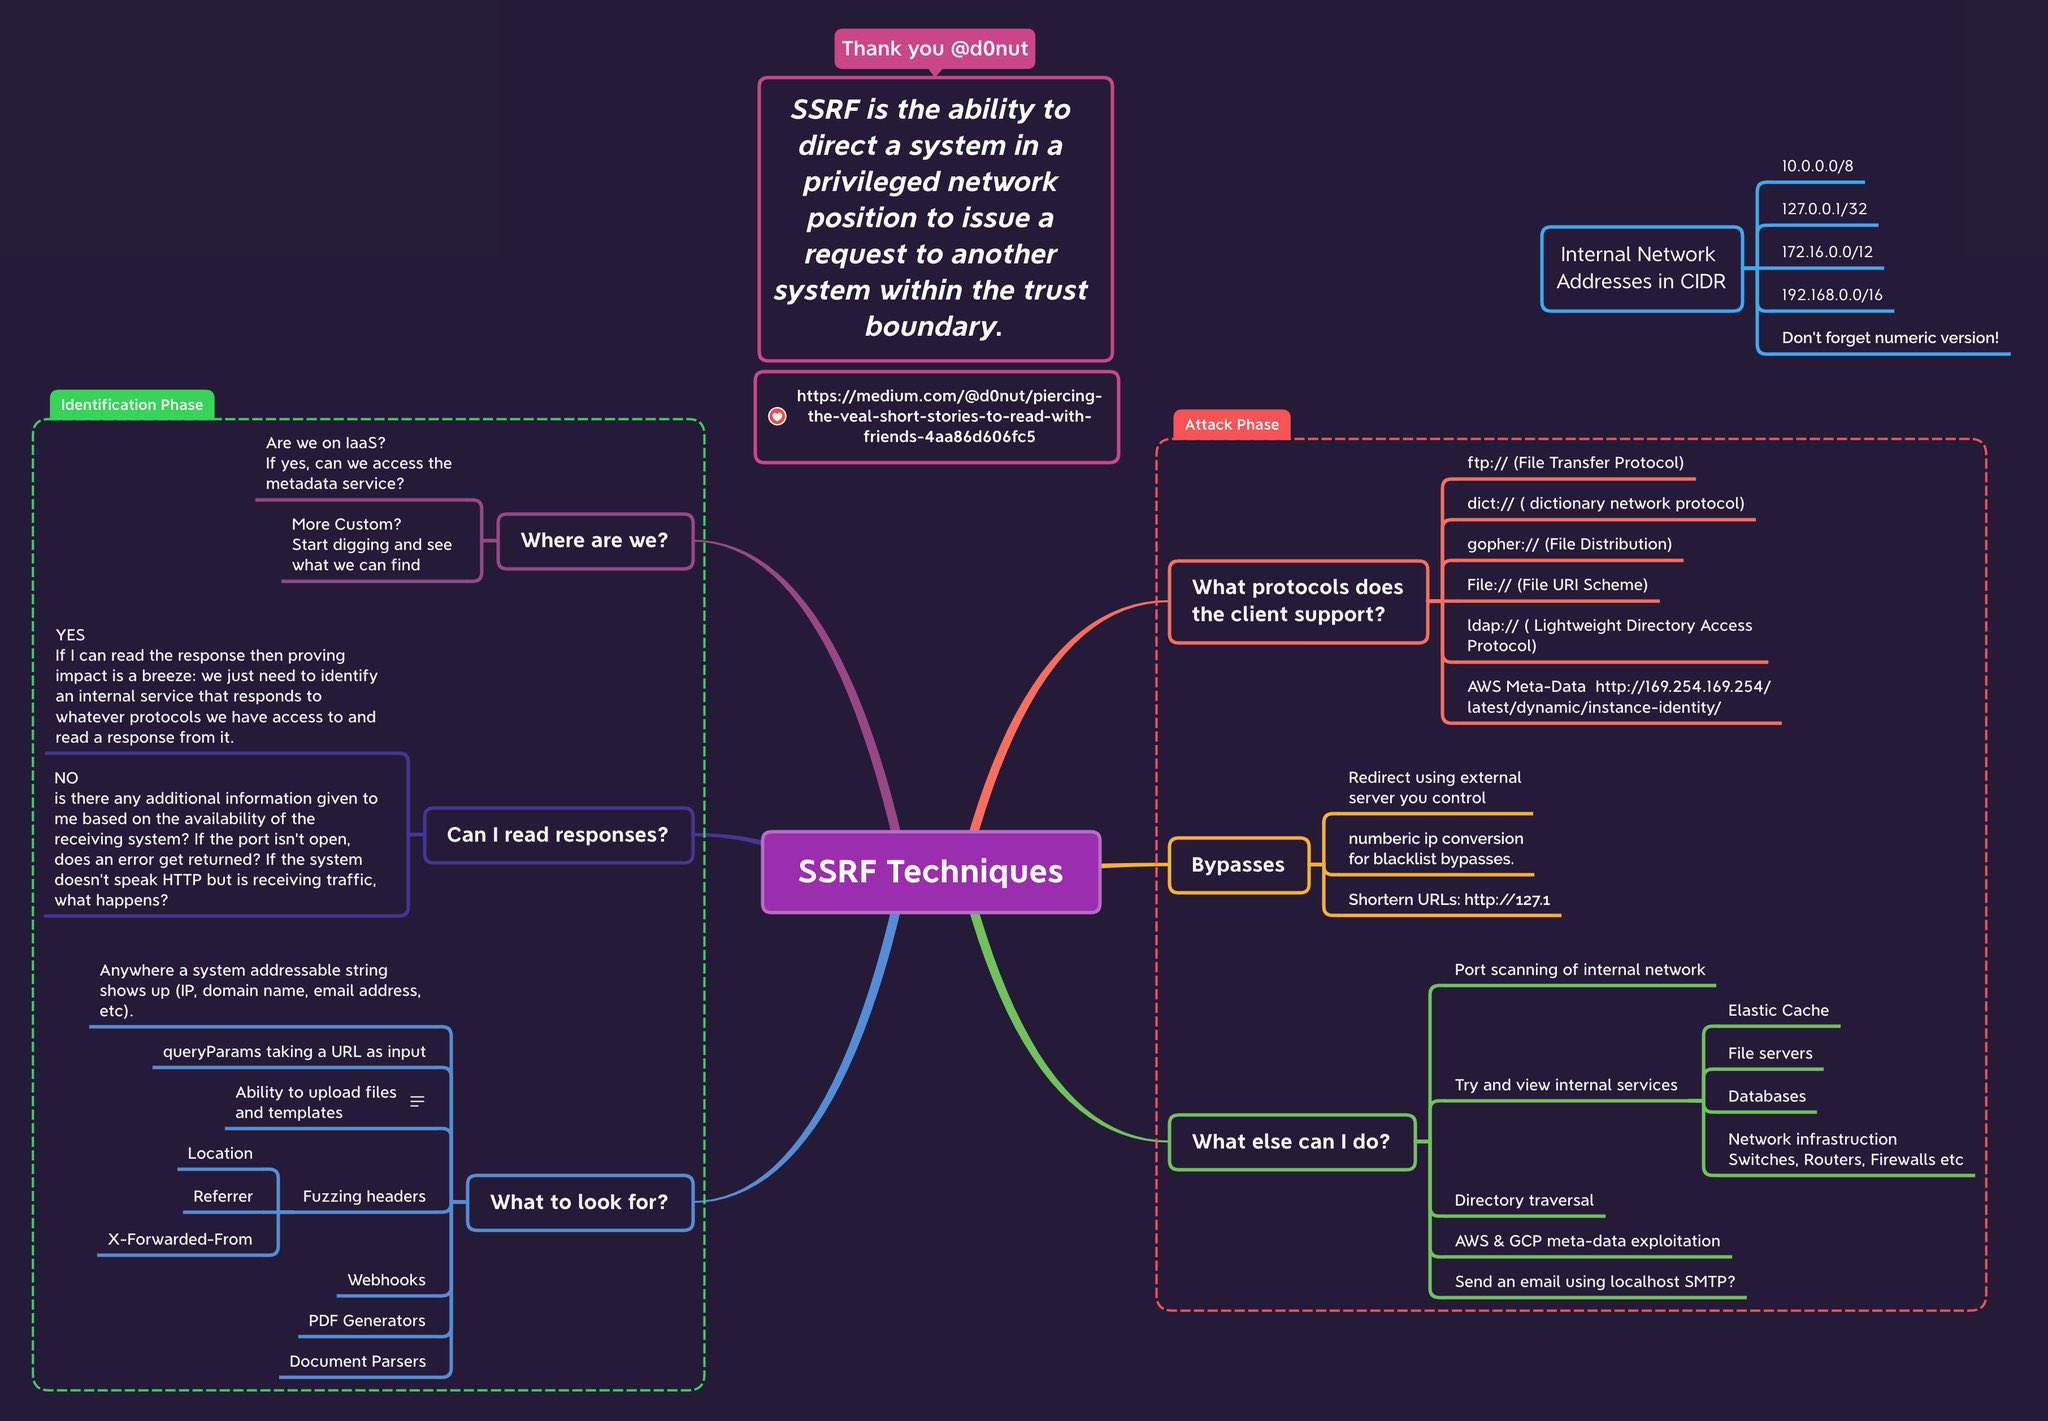 Thank you @d0nut
SSRF is the ability to
direct a system in a
privileged network
position to issue a
request to another
system within the trust
boundary.
https://medium.com/@d0nut/piercing-
the-veal-short-stories-to-read-with-
friends-4aa86d606fc5
Internal Network
Addresses in CIDR
10.0.0.0/8
127.0.0.1/32
172.16.0.0/12
192.168.0.0/16
Don't forget numeric version!
Identification Phase
Are we on IaaS?
If yes, can we access the
metadata service?
More Custom?
Start digging and see
what we can find
Where are we?
YES
If I can read the response then proving
impact is a breeze: we just need to identify
an internal service that responds to
whatever protocols we have access to and
read a response from it.
NO
is there any additional information given to
me based on the availability of the
receiving system? If the port isn't open,
does an error get returned? If the system
doesn't speak HTTP but is receiving traffic,
what happens?
Can I read responses?
Anywhere a system addressable string
shows up (IP, domain name, email address,
etc).
queryParams taking a URL as input
Ability to upload files
and templates
Location
Referrer
X-Forwarded-From
Fuzzing headers
Webhooks
PDF Generators
Document Parsers
What to look for?
SSRF Techniques
Attack Phase
What protocols does
the client support?
ftp:// (File Transfer Protocol)
dict:// ( dictionary network protocol)
gopher:// (File Distribution)
File:// (File URI Scheme)
ldap:// ( Lightweight Directory Access
Protocol)
AWS Meta-Data  http://169.254.169.254/
latest/dynamic/instance-identity/
Bypasses
Redirect using external
server you control
numberic ip conversion
for blacklist bypasses.
Shortern URLs: http://127.1
What else can I do?
Port scanning of internal network
Try and view internal services
Elastic Cache
File servers
Databases
Network infrastruction
Switches, Routers, Firewalls etc
Directory traversal
AWS & GCP meta-data exploitation
Send an email using localhost SMTP?